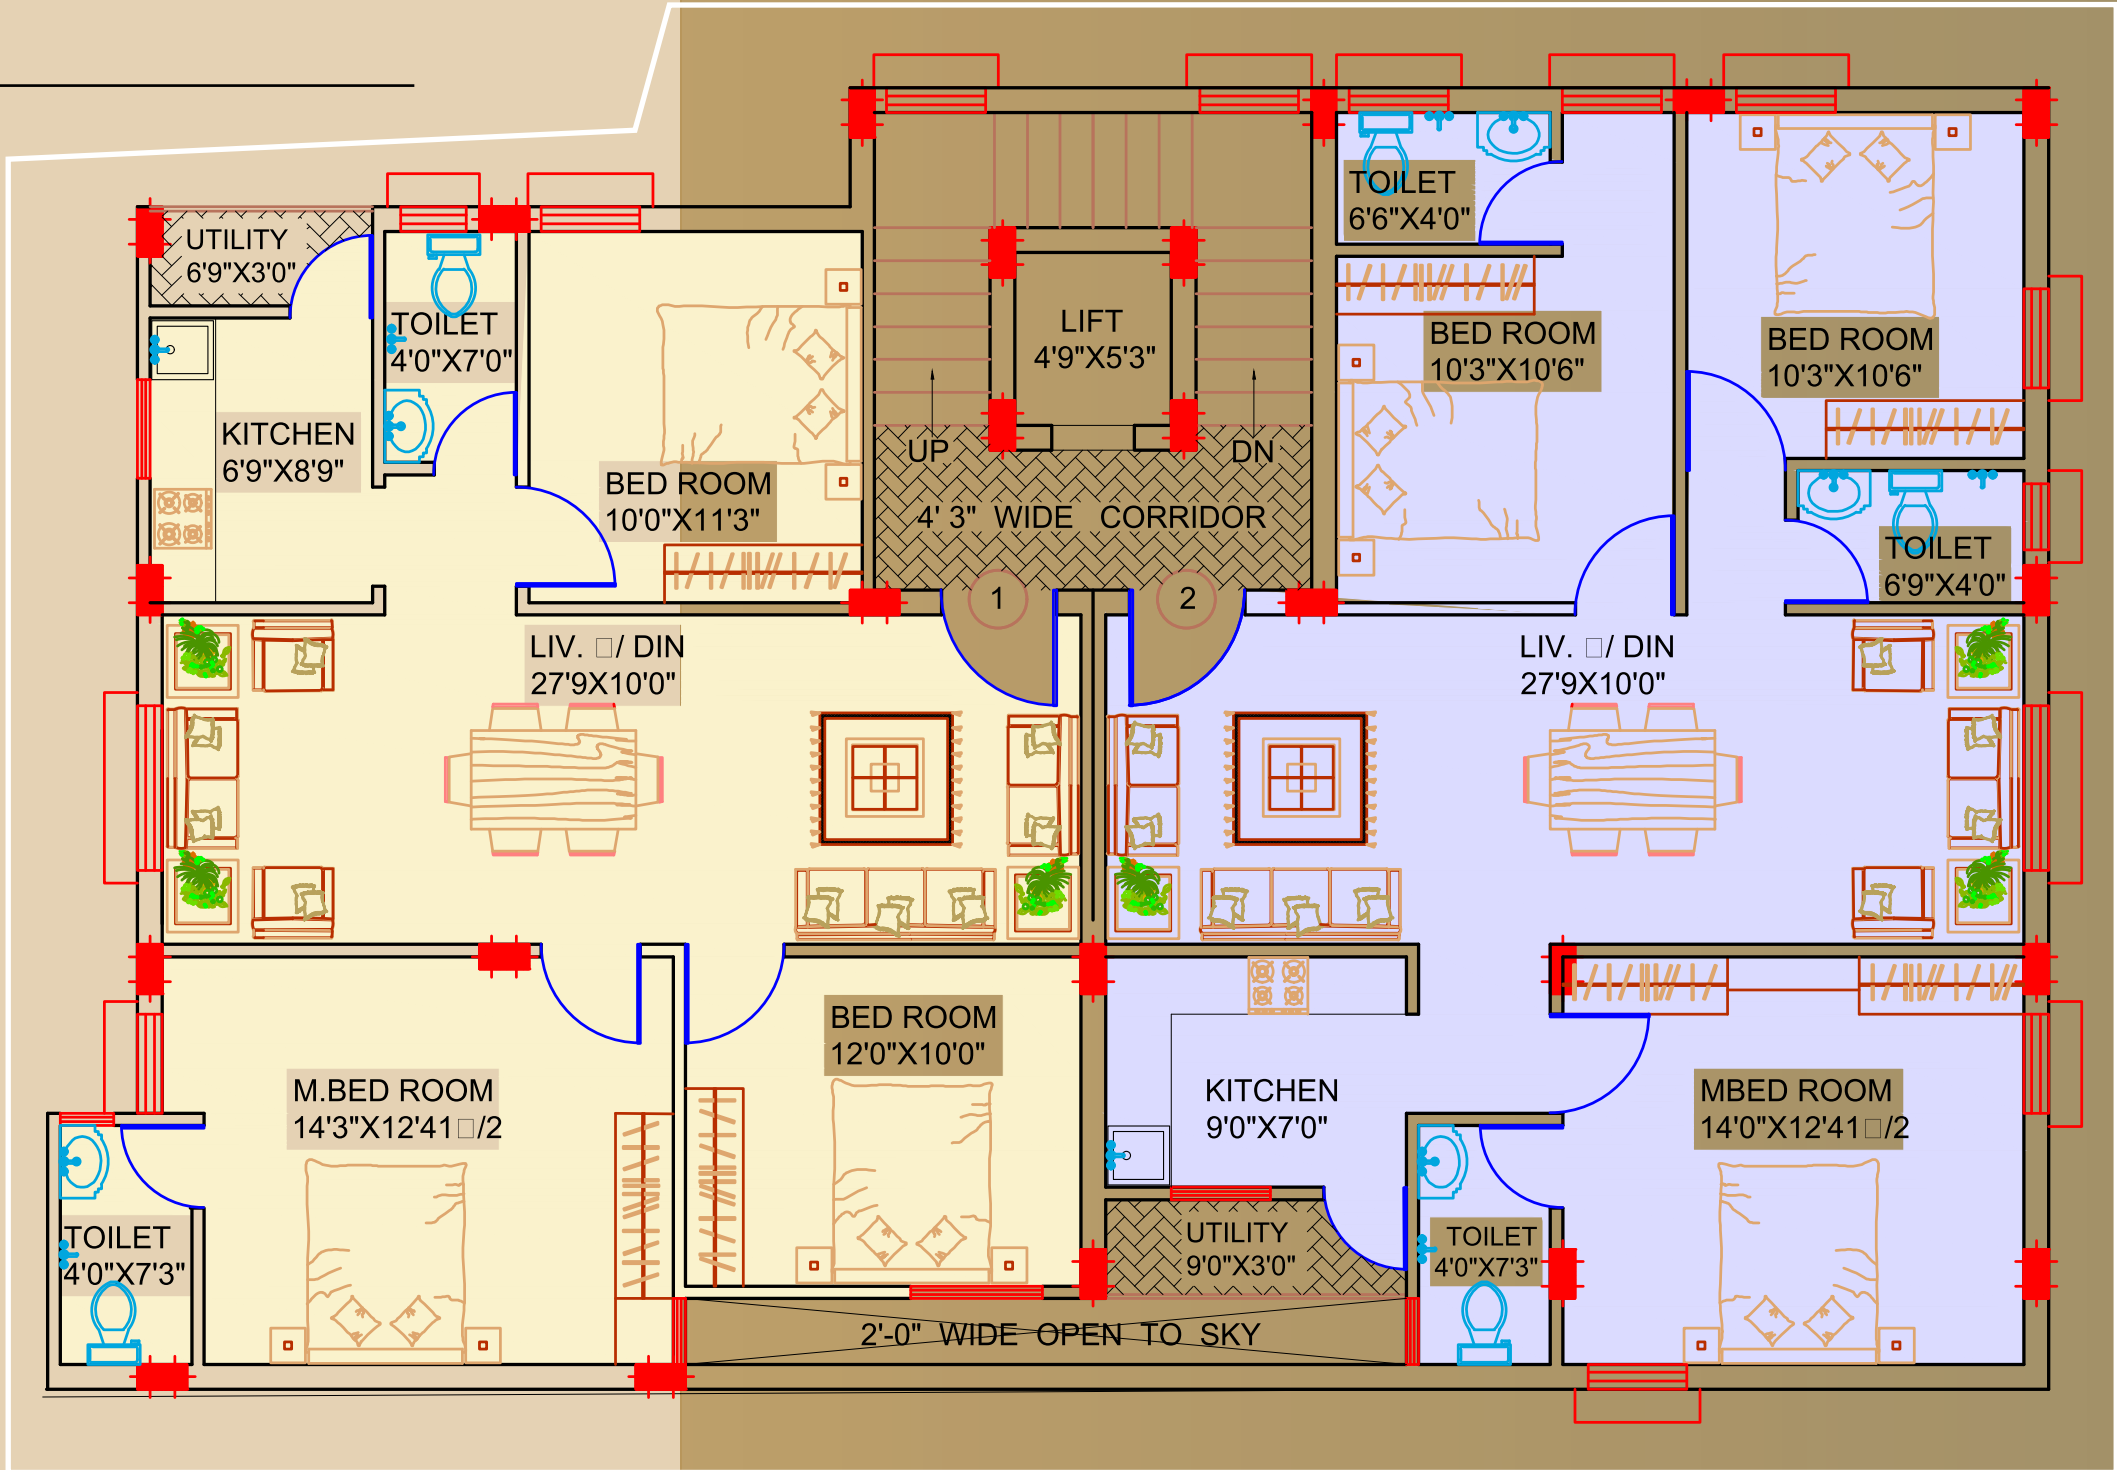 TOILET
6'6"X4'0"
UTILITY
6'9"X3'0"
TOILET
4'0"X7'0"
LIFT
4'9"X5'3"
BED ROOM
10'3"X10'6"
BED ROOM
10'3"X10'6"
KITCHEN
6'9"X8'9"
BED ROOM
10'0"X11'3"
UP
DN
4' 3" WIDE CORRIDOR
TOILET
6'9"X4'0"
1
2
LIV. □/ DIN
27'9X10'0"
LIV. □/ DIN
27'9X10'0"
BED ROOM
12'0"X10'0"
M.BED ROOM
14'3"X12'41□/2
KITCHEN
9'0"X7'0"
MBED ROOM
14'0"X12'41□/2
TOILET
4'0"X7'3"
UTILITY
9'0"X3'0"
TOILET
4'0"X7'3"
2'-0" WIDE OPEN TO SKY